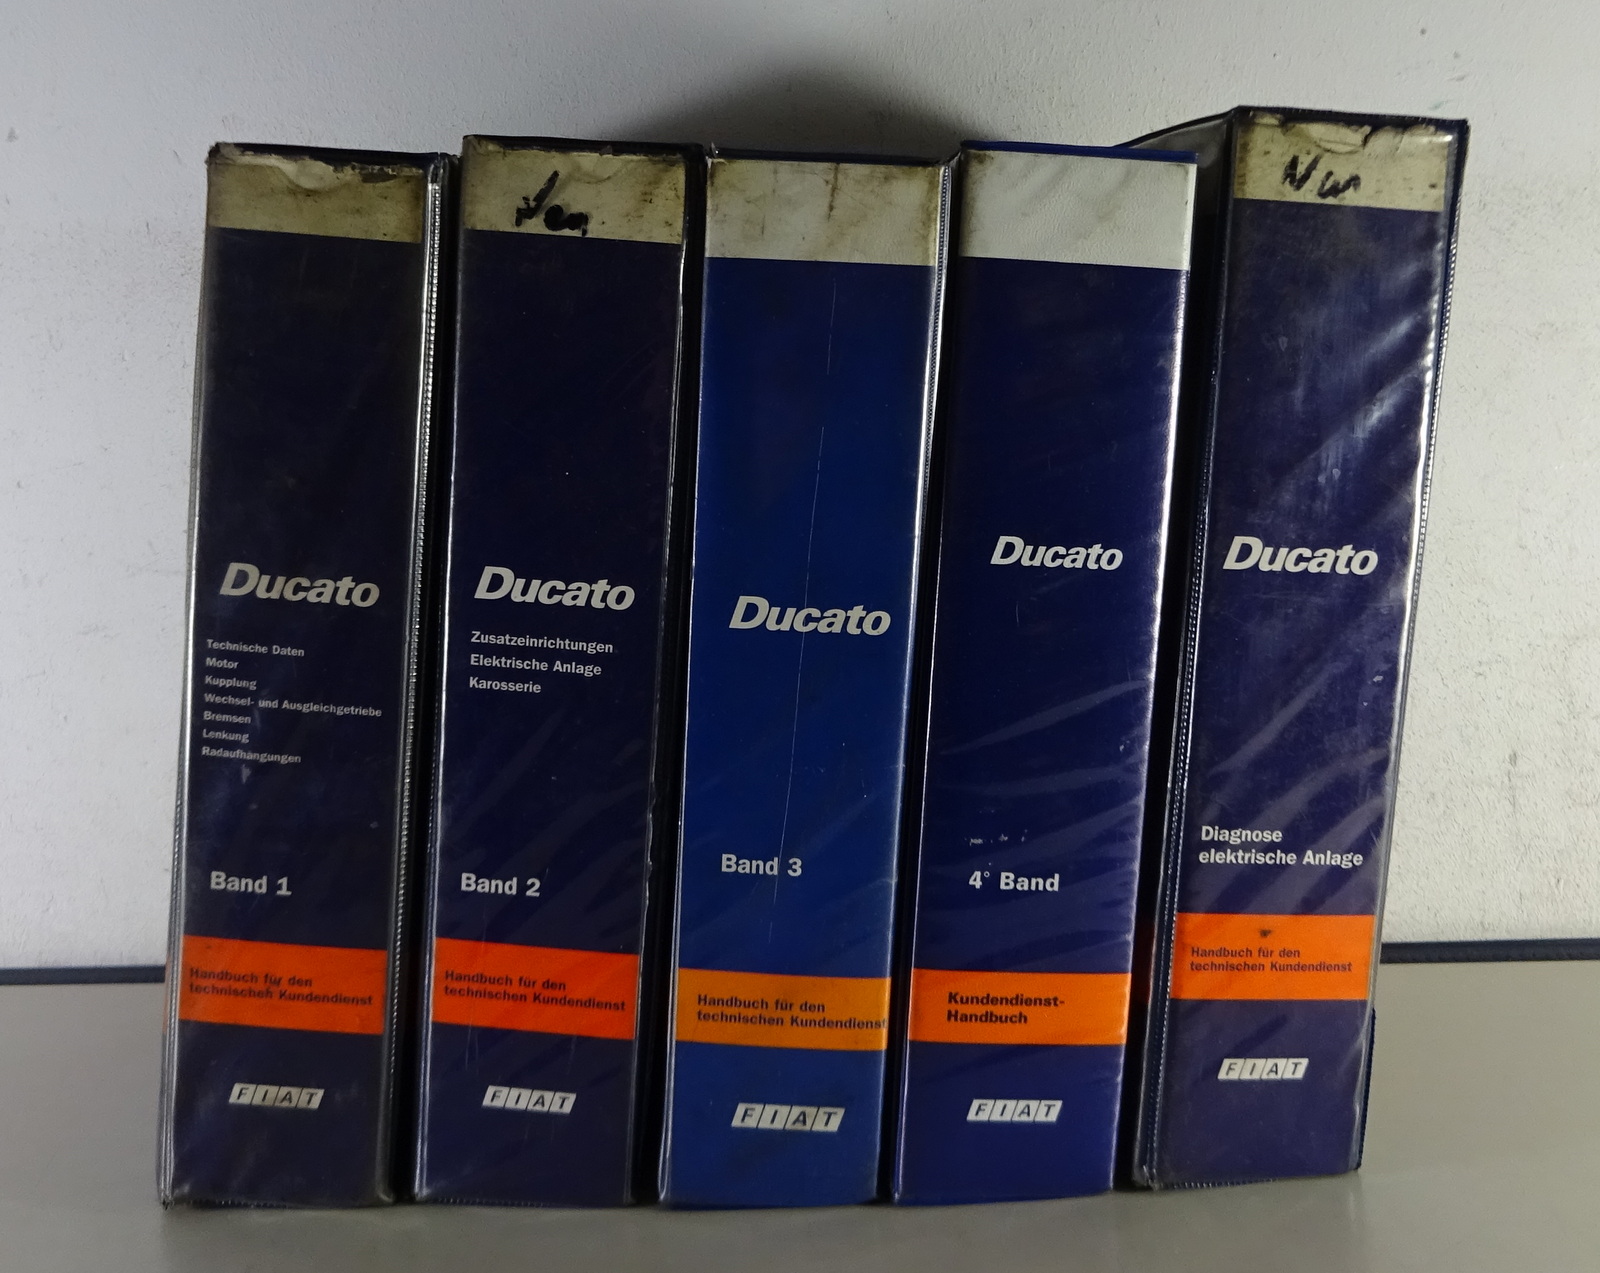 Ducato
Technische Daten
Motor
Kupplung
Wechsel- und Ausgleichgetriebe
Bremsen
Lenkung
Radaufhängungen
Band 1
Handbuch für den
technischen Kundendienst
FIAT
Ducato
Zusatzeinrichtungen
Elektrische Anlage
Karosserie
Band 2
Handbuch für den
technischen Kundendienst
FIAT
Ducato
Band 3
Handbuch für den
technischen Kundendienst
FIAT
Ducato
4° Band
Kundendienst-
Handbuch
FIAT
Ducato
Diagnose
elektrische Anlage
Handbuch für den
technischen Kundendienst
FIAT